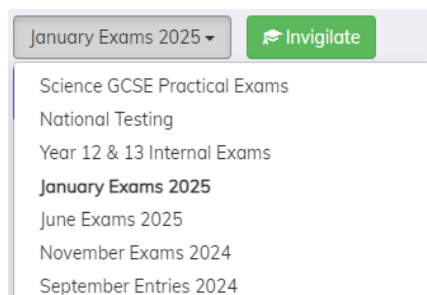 January Exams 2025 Invigilate
Science GCSE Practical Exams
National Testing
Year 12 & 13 Internal Exams
January Exams 2025
June Exams 2025
November Exams 2024
September Entries 2024